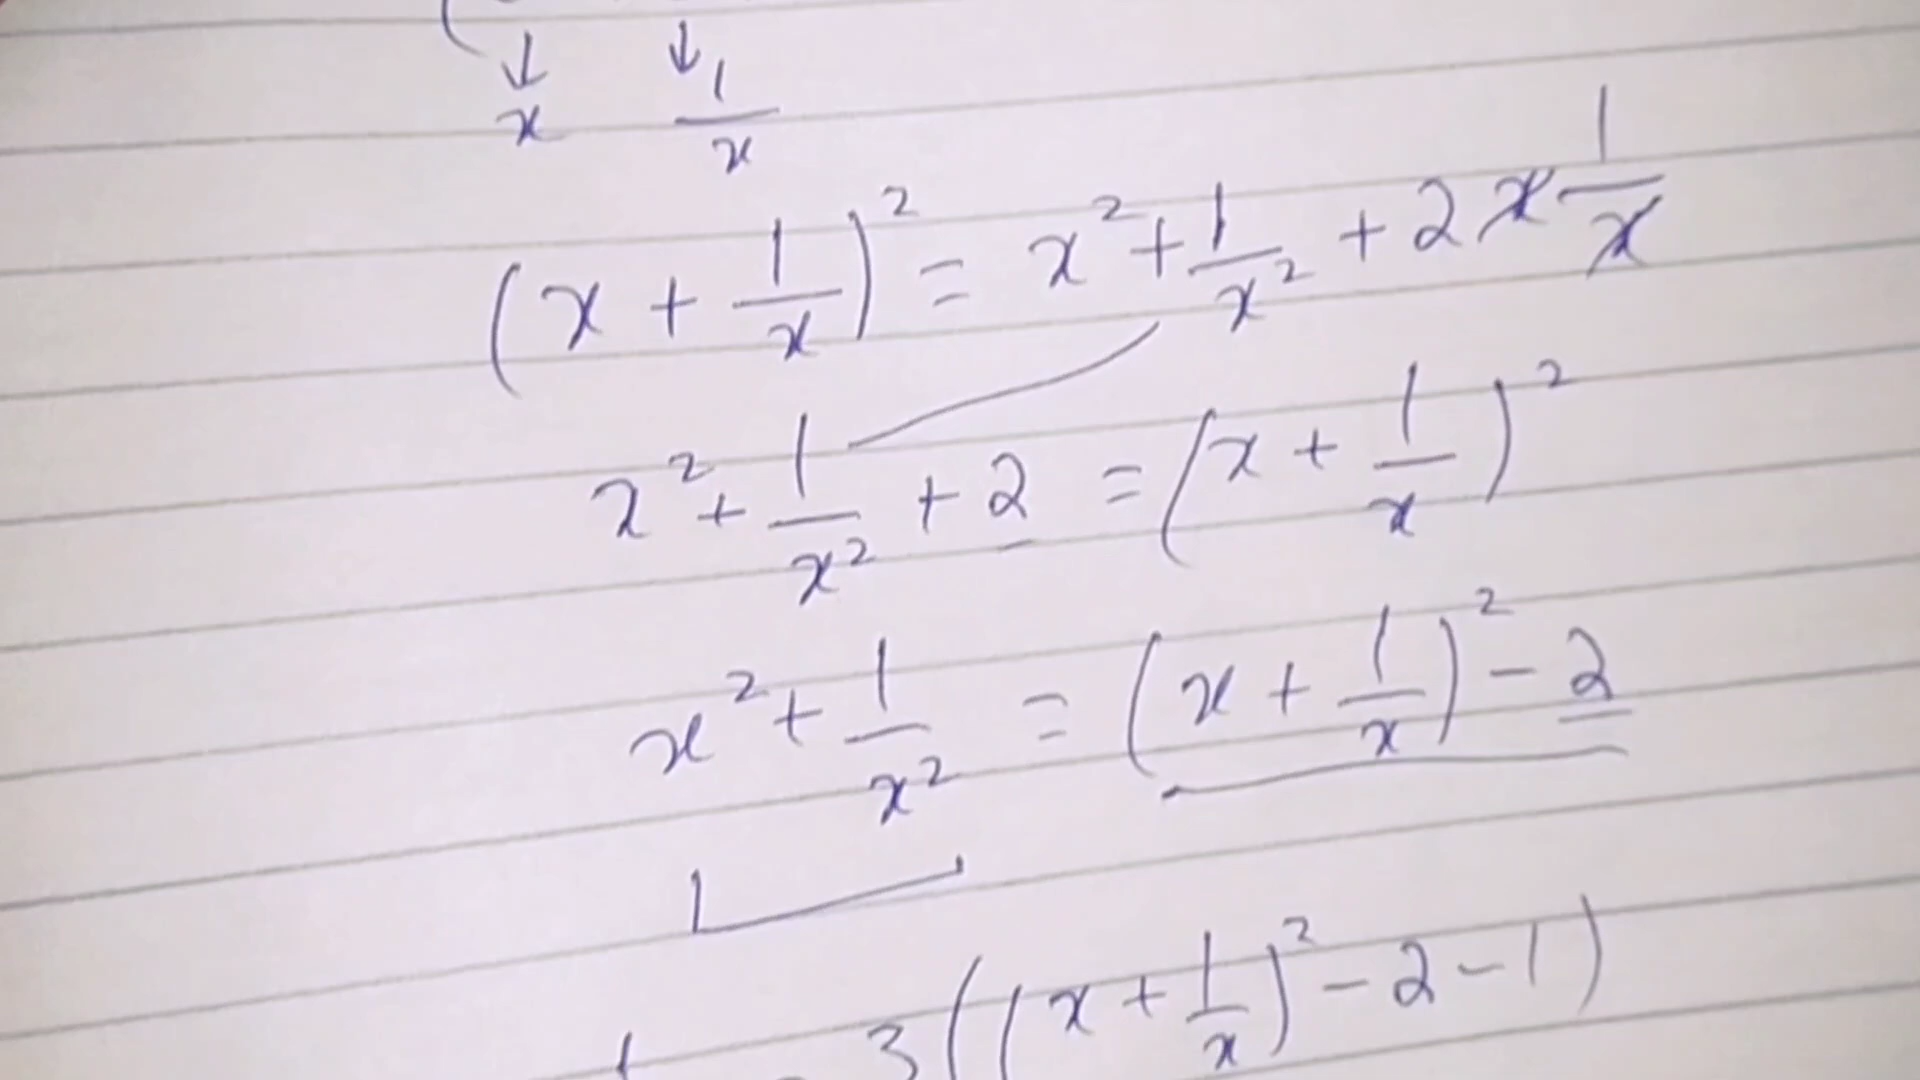 ↓ ↓
x 1/x
(x + 1/x)² = x² + 1/x² + 2 x 1/x
x² + 1/x² + 2 = (x + 1/x)²
x² + 1/x² = (x + 1/x)² - 2
3((x + 1/x)² - 2 - 1)